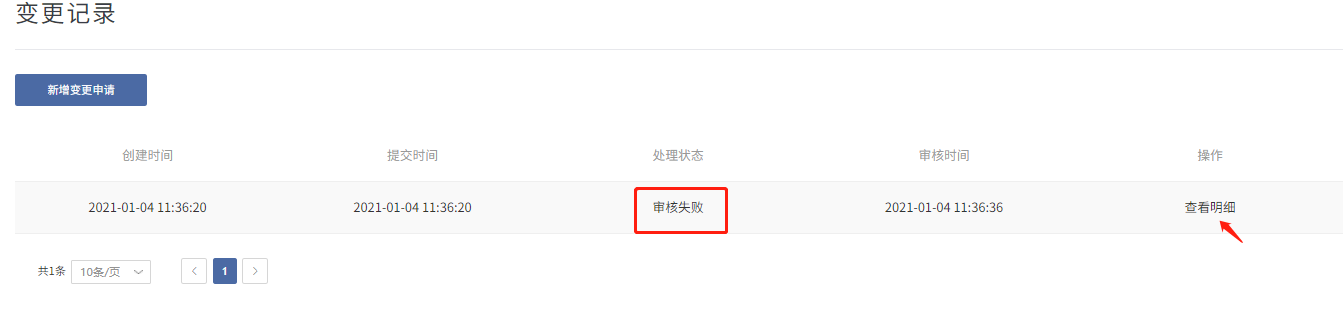 变更记录
新增变更申请
创建时间 提交时间 处理状态 审核时间 操作
2021-01-04 11:36:20 2021-01-04 11:36:20 审核失败 2021-01-04 11:36:36 查看明细
共1条 10条/页 1